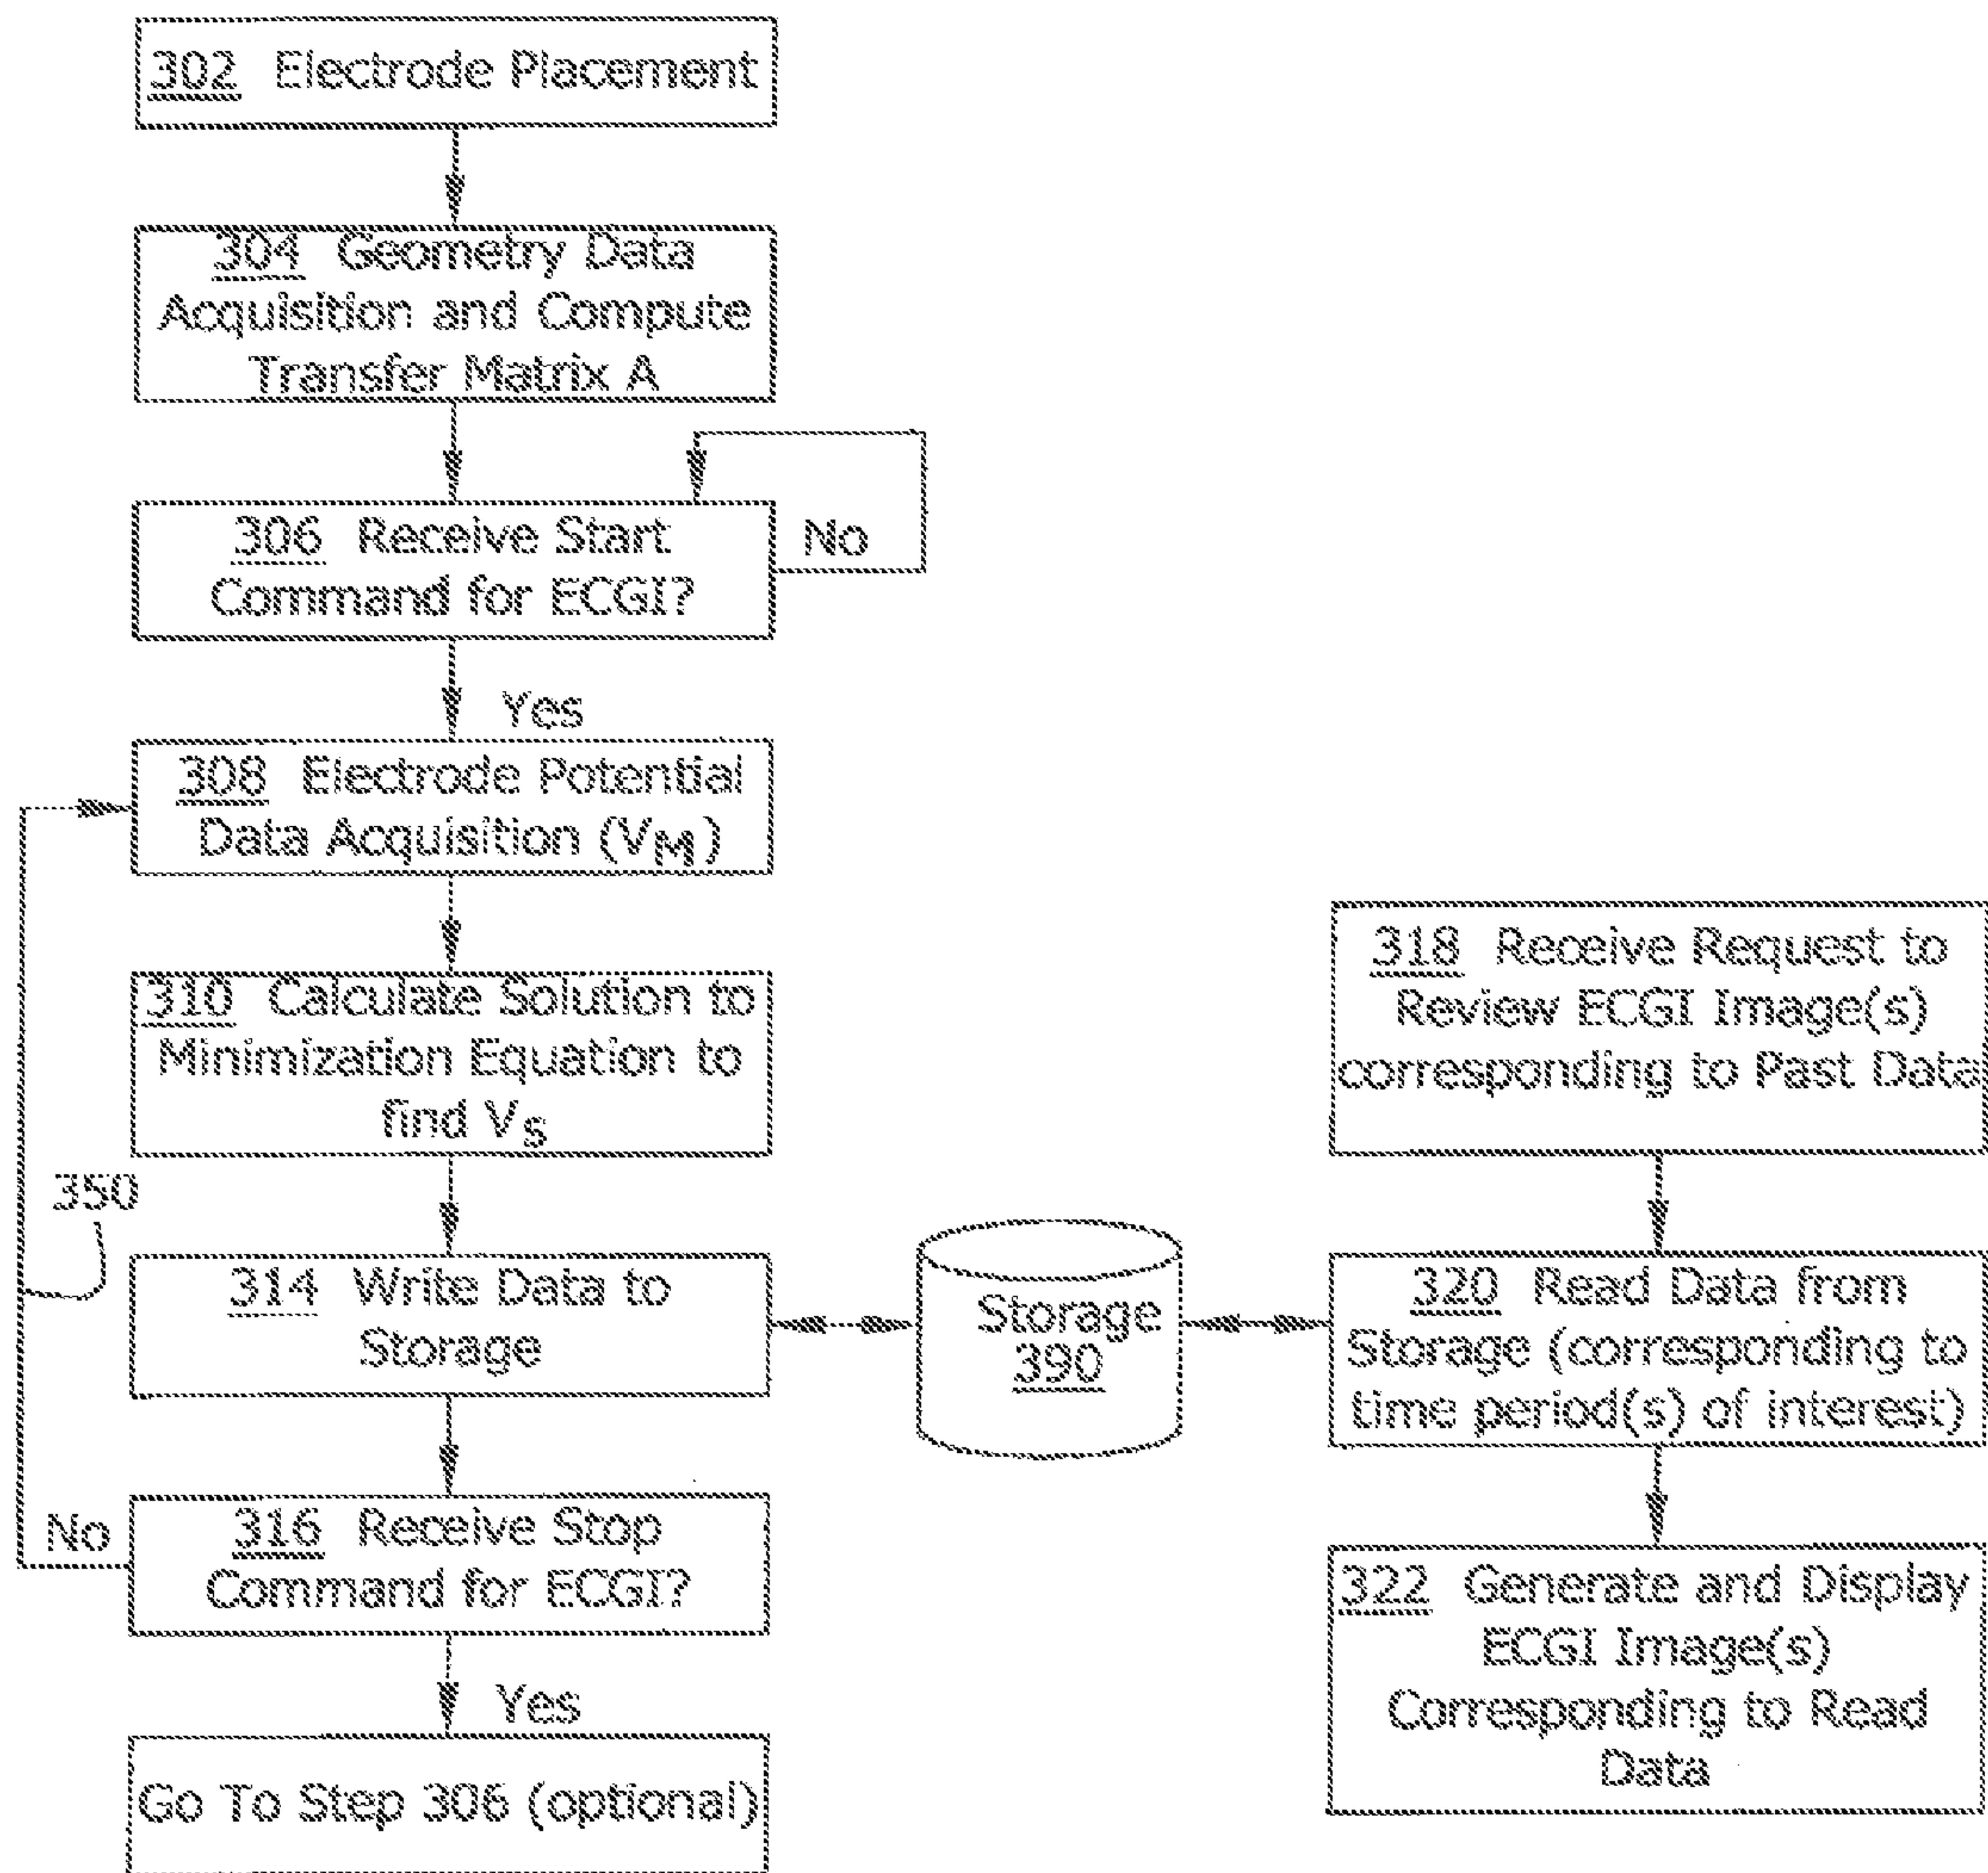 302 Electrode Placement
304 Geometry Data
Acquisition and Compute
Transfer Matrix A
306 Receive Start
Command for ECGI?
No
Yes
308 Electrode Potential
Data Acquisition (VM)
310 Calculate Solution to
Minimization Equation to
find VS
350
314 Write Data to
Storage
316 Receive Stop
Command for ECGI?
No
Yes
Go To Step 306 (optional)
Storage
390
318 Receive Request to
Review ECGI Image(s)
corresponding to Past Data
320 Read Data from
Storage (corresponding to
time period(s) of interest)
322 Generate and Display
ECGI Image(s)
Corresponding to Read
Data